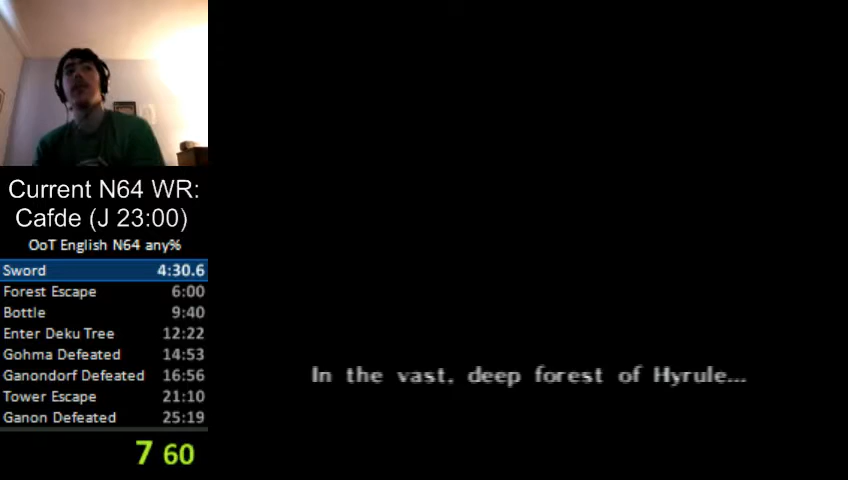 Current N64 WR:
Cafde (J 23:00)
OoT English N64 any%
Sword 4:30.6
Forest Escape 6:00
Bottle 9:40
Enter Deku Tree 12:22
Gohma Defeated 14:53
Ganondorf Defeated 16:56
Tower Escape 21:10
Ganon Defeated 25:19
7 60
In the vast, deep forest of Hyrule...